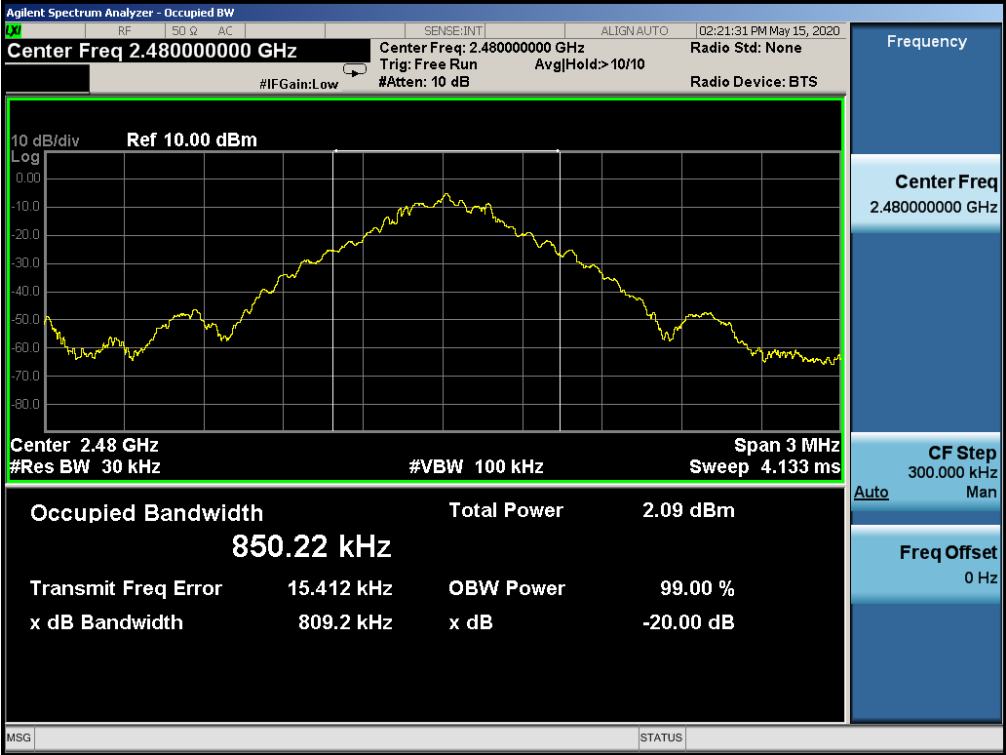 Agilent Spectrum Analyzer - Occupied BW
LXI RF 50 Ω AC SENSE:INT ALIGN AUTO 02:21:31 PM May 15, 2020
Center Freq 2.480000000 GHz
Center Freq: 2.480000000 GHz
Radio Std: None
Trig: Free Run Avg|Hold:>10/10
#IFGain:Low
#Atten: 10 dB
Radio Device: BTS
10 dB/div Ref 10.00 dBm
Log
0.00
-10.0
-20.0
-30.0
-40.0
-50.0
-60.0
-70.0
-80.0
Center 2.48 GHz
Span 3 MHz
#Res BW 30 kHz
#VBW 100 kHz
Sweep 4.133 ms
Occupied Bandwidth
Total Power 2.09 dBm
850.22 kHz
Transmit Freq Error 15.412 kHz
OBW Power 99.00 %
x dB Bandwidth 809.2 kHz
x dB -20.00 dB
MSG
STATUS
Frequency
Center Freq
2.480000000 GHz
CF Step
300.000 kHz
Auto Man
Freq Offset
0 Hz